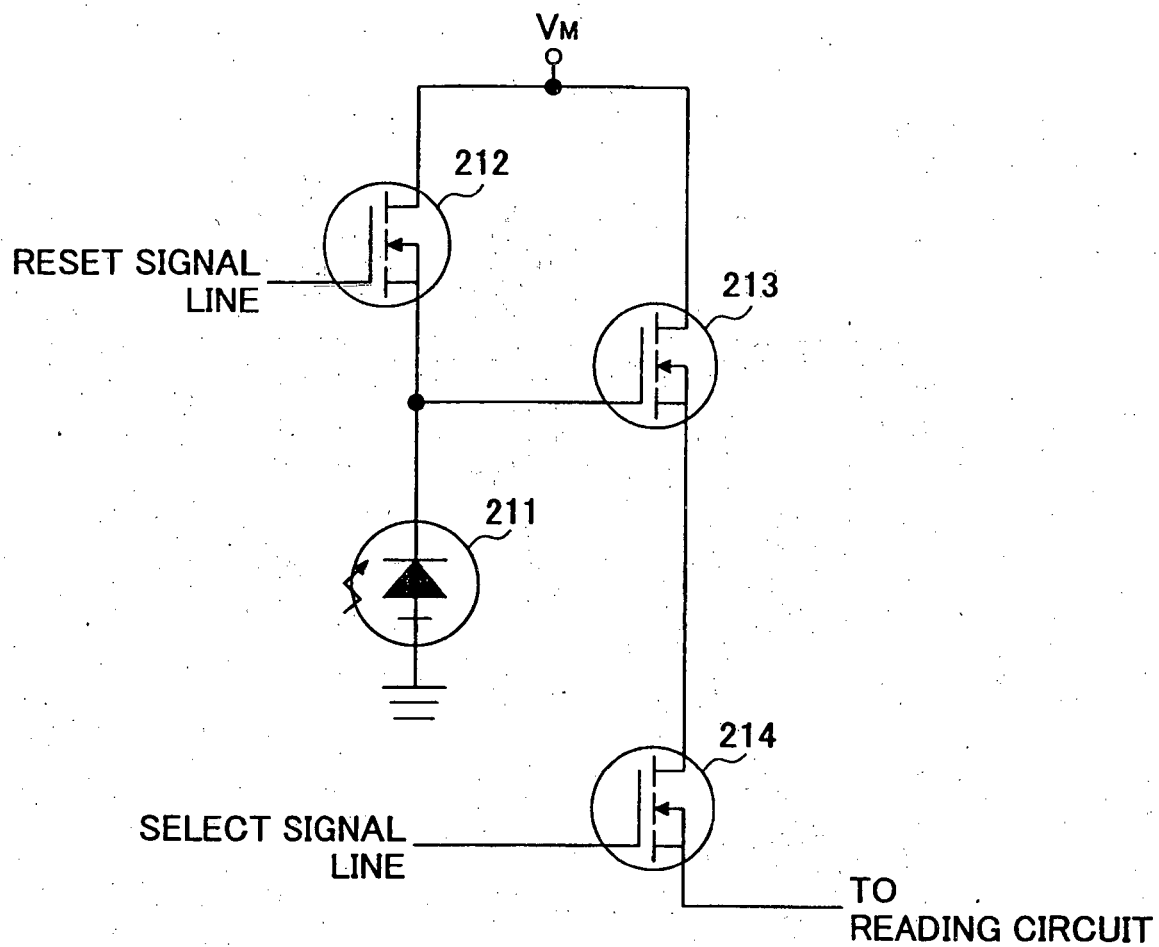 VM
212
RESET SIGNAL
LINE
213
211
214
SELECT SIGNAL
LINE
TO
READING CIRCUIT